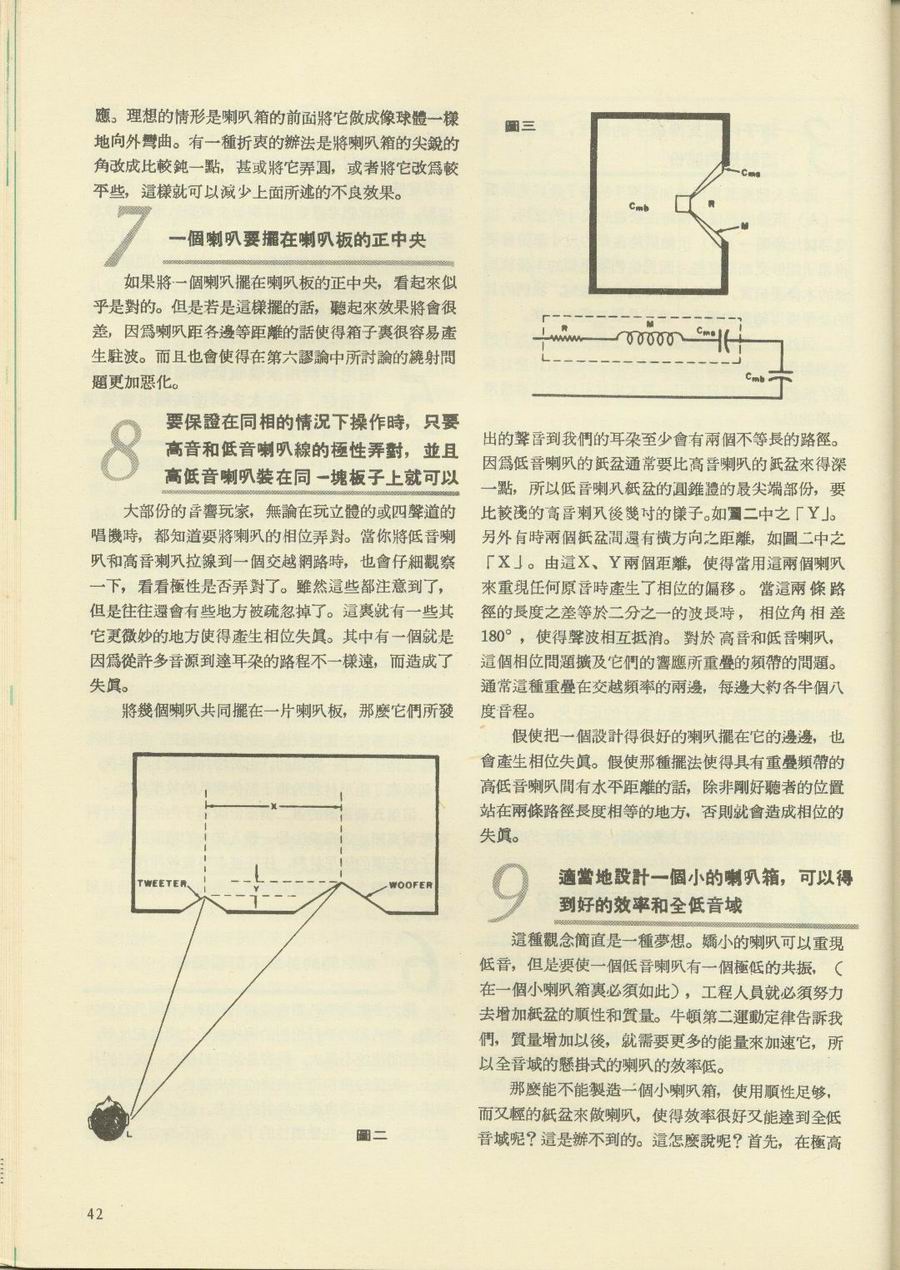 應。理想的情形是喇叭箱的前面將它做成像球體一樣
地向外彎曲。有一種折衷的辦法是將喇叭箱的尖銳的
角改成比較鈍一點，甚或將它弄圓，或者將它改爲較
平些，這樣就可以減少上面所述的不良效果。
7
一個喇叭要擺在喇叭板的正中央
如果將一個喇叭擺在喇叭板的正中央，看起來似
乎是對的。但是若是這樣擺的話，聽起來效果將會很
差，因爲喇叭距各邊等距離的話使得箱子裏很容易產
生駐波。而且也會使得在第六謬論中所討論的繞射問
題更加惡化。
8
要保證在同相的情況下操作時，只要
高音和低音喇叭線的極性弄對，並且
高低音喇叭裝在同一塊板子上就可以
大部份的音響玩家，無論在玩立體的或四聲道的
唱機時，都知道要將喇叭的相位弄對。當你將低音喇
叭和高音喇叭拉線到一個交越網路時，也會仔細觀察
一下，看看極性是否弄對了。雖然這些都注意到了，
但是往往還會有些地方被疏忽掉了。這裏就有一些其
它更微妙的地方使得產生相位失眞。其中有一個就是
因爲從許多音源到達耳朶的路程不一樣遠，而造成了
失眞。
將幾個喇叭共同擺在一片喇叭板，那麼它們所發
X
TWEETER
Y
WOOFER
L
圖二
圖三
Cms
Cmb
R
M
R
M
Cms
Cmb
出的聲音到我們的耳朶至少會有兩個不等長的路徑。
因爲低音喇叭的紙盆通常要比高音喇叭的紙盆來得深
一點，所以低音喇叭紙盆的圓錐體的最尖端部份，要
比較淺的高音喇叭後幾吋的樣子。如圖二中之「Y」。
另外有時兩個紙盆間還有橫方向之距離，如圖二中之
「X」。由這X、Y兩個距離，使得當用這兩個喇叭
來重現任何原音時產生了相位的偏移。當這兩條路
徑的長度之差等於二分之一的波長時，相位角相差
180°，使得聲波相互抵消。對於高音和低音喇叭，
這個相位問題擴及它們的響應所重疊的頻帶的問題。
通常這種重疊在交越頻率的兩邊，每邊大約各半個八
度音程。
假使把一個設計得很好的喇叭擺在它的邊邊，也
會產生相位失眞。假使那種擺法使得具有重疊頻帶的
高低音喇叭間有水平距離的話，除非剛好聽者的位置
站在兩條路徑長度相等的地方，否則就會造成相位的
失眞。
9
適當地設計一個小的喇叭箱，可以得
到好的效率和全低音域
這種觀念簡直是一種夢想。嬌小的喇叭可以重現
低音，但是要使一個低音喇叭有一個極低的共振，（
在一個小喇叭箱裏必須如此），工程人員就必須努力
去增加紙盆的順性和質量。牛頓第二運動定律告訴我
們，質量增加以後，就需要更多的能量來加速它，所
以全音域的懸掛式的喇叭的效率低。
那麼能不能製造一個小喇叭箱，使用順性足够，
而又輕的紙盆來做喇叭，使得效率很好又能達到全低
音域呢？這是辦不到的。這怎麼說呢？首先，在極高
42